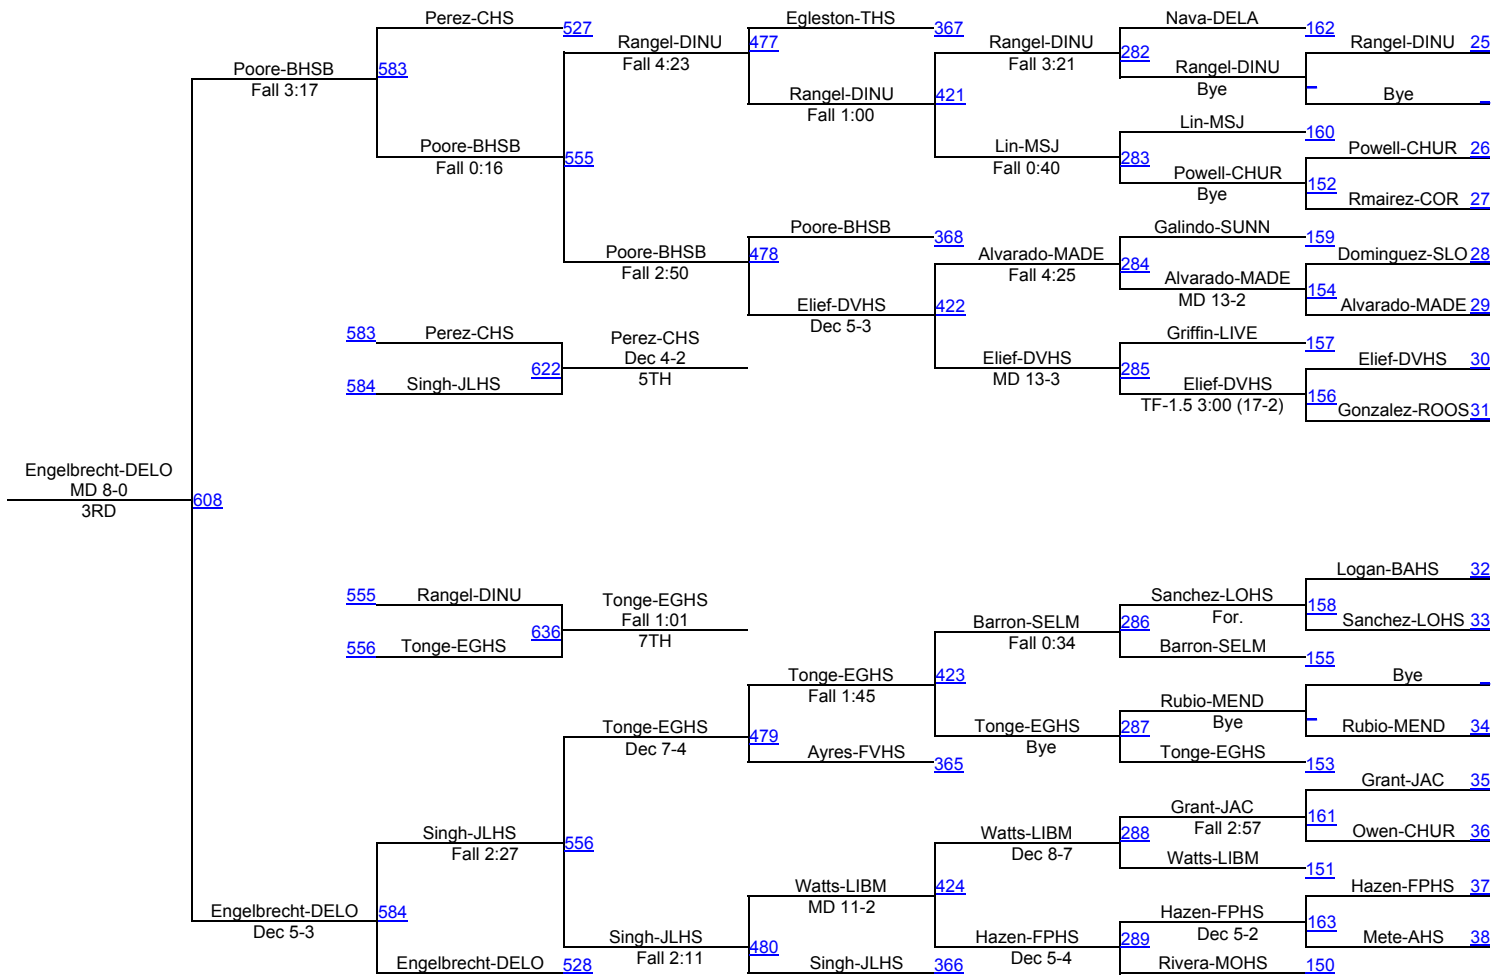 Perez-CHS 527
Egleston-THS 367
Nava-DELA 162
Rangel-DINU 477
Fall 4:23
Rangel-DINU 282
Fall 3:21
Rangel-DINU 25
Poore-BHSB 583
Fall 3:17
Rangel-DINU
Bye
Rangel-DINU 421
Fall 1:00
Bye
Lin-MSJ 160
Poore-BHSB 555
Fall 0:16
Lin-MSJ 283
Fall 0:40
Powell-CHUR 26
Powell-CHUR 152
Bye
Rmairez-COR 27
Poore-BHSB 368
Galindo-SUNN 159
Poore-BHSB 478
Fall 2:50
Alvarado-MADE 284
Fall 4:25
Dominguez-SLO 28
Alvarado-MADE 154
MD 13-2
Elief-DVHS 422
Dec 5-3
Alvarado-MADE 29
583 Perez-CHS
Perez-CHS
Dec 4-2
5TH
Griffin-LIVE 157
622
Elief-DVHS 285
MD 13-3
Elief-DVHS 30
584 Singh-JLHS
Elief-DVHS 156
TF-1.5 3:00 (17-2)
Gonzalez-ROOS 31
Engelbrecht-DELO
MD 8-0
3RD
608
Logan-BAHS 32
555 Rangel-DINU
Tonge-EGHS
Fall 1:01
7TH
Sanchez-LOHS 158
For.
636
Barron-SELM 286
Fall 0:34
Sanchez-LOHS 33
556 Tonge-EGHS
Barron-SELM 155
Tonge-EGHS 423
Fall 1:45
Bye
Rubio-MEND
Bye
Tonge-EGHS 479
Dec 7-4
Tonge-EGHS 287
Bye
Rubio-MEND 34
Ayres-FVHS 365
Tonge-EGHS 153
Grant-JAC 35
Grant-JAC 161
Fall 2:57
Singh-JLHS 556
Fall 2:27
Watts-LIBM 288
Dec 8-7
Owen-CHUR 36
Watts-LIBM 151
Watts-LIBM 424
MD 11-2
Hazen-FPHS 37
Engelbrecht-DELO 584
Dec 5-3
Hazen-FPHS 163
Dec 5-2
Singh-JLHS 480
Fall 2:11
Hazen-FPHS 289
Dec 5-4
Mete-AHS 38
Engelbrecht-DELO 528
Singh-JLHS 366
Rivera-MOHS 150